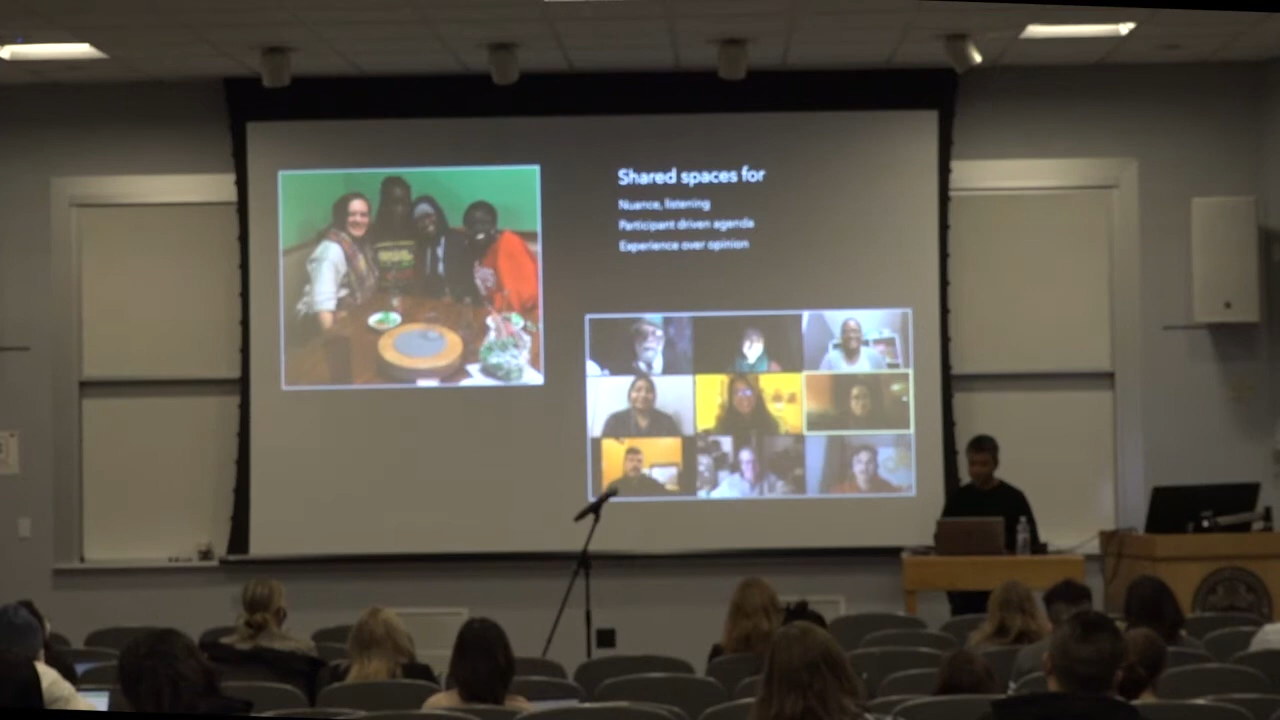 Shared spaces for
Nuance, listening
Participant driven agenda
Experience over opinion